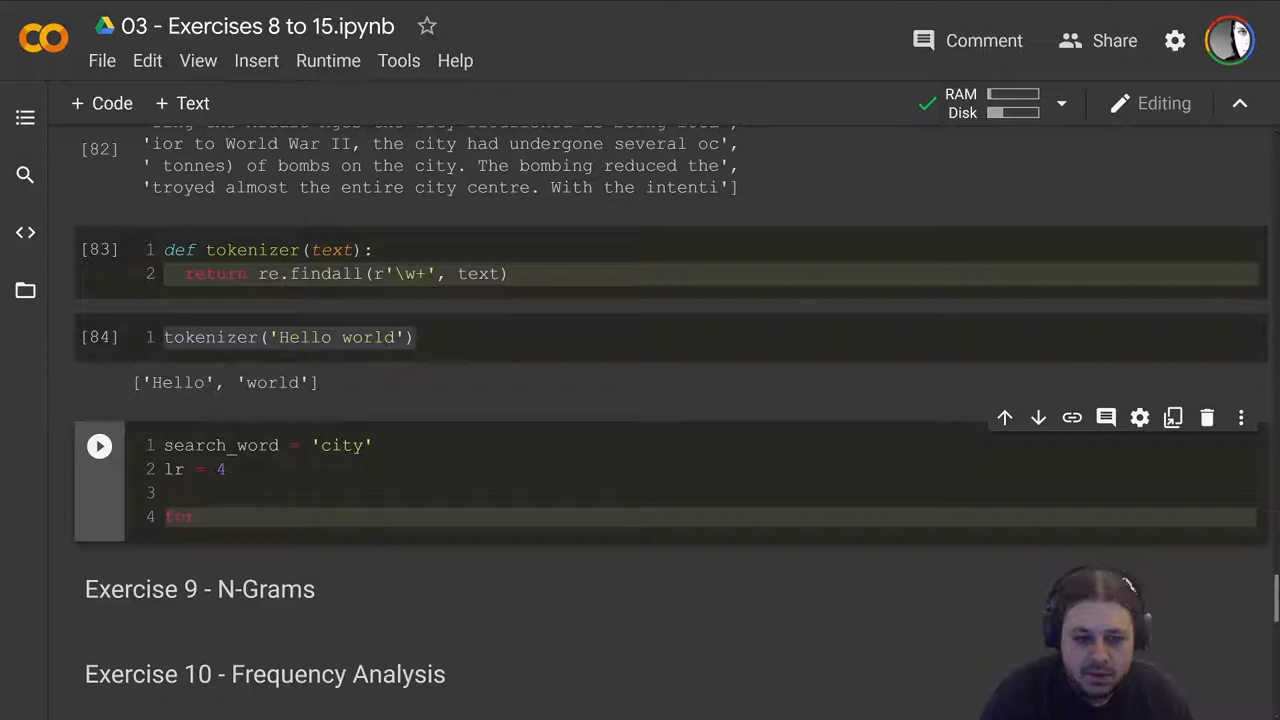 03 - Exercises 8 to 15.ipynb
Comment
Share
File Edit View Insert Runtime Tools Help
+ Code + Text
RAM
Disk
Editing
[82]
'ior to World War II, the city had undergone several oc',
' tonnes) of bombs on the city. The bombing reduced the',
'troyed almost the entire city centre. With the intenti']
[83] 1 def tokenizer(text):
2 return re.findall(r'\w+', text)
[84] 1 tokenizer('Hello world')
['Hello', 'world']
1 search_word = 'city'
2 lr = 4
3
4 for
Exercise 9 - N-Grams
Exercise 10 - Frequency Analysis